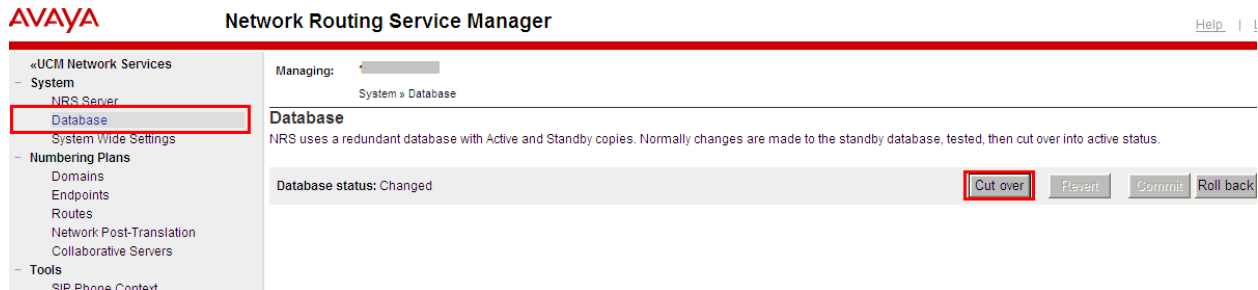 AVAYA
Network Routing Service Manager
Help |
«UCM Network Services
− System
NRS Server
Database
System Wide Settings
− Numbering Plans
Domains
Endpoints
Routes
Network Post-Translation
Collaborative Servers
− Tools
SIP Phone Context
Managing:
System » Database
Database
NRS uses a redundant database with Active and Standby copies. Normally changes are made to the standby database, tested, then cut over into active status.
Database status: Changed
Cut over
Revert
Commit
Roll back